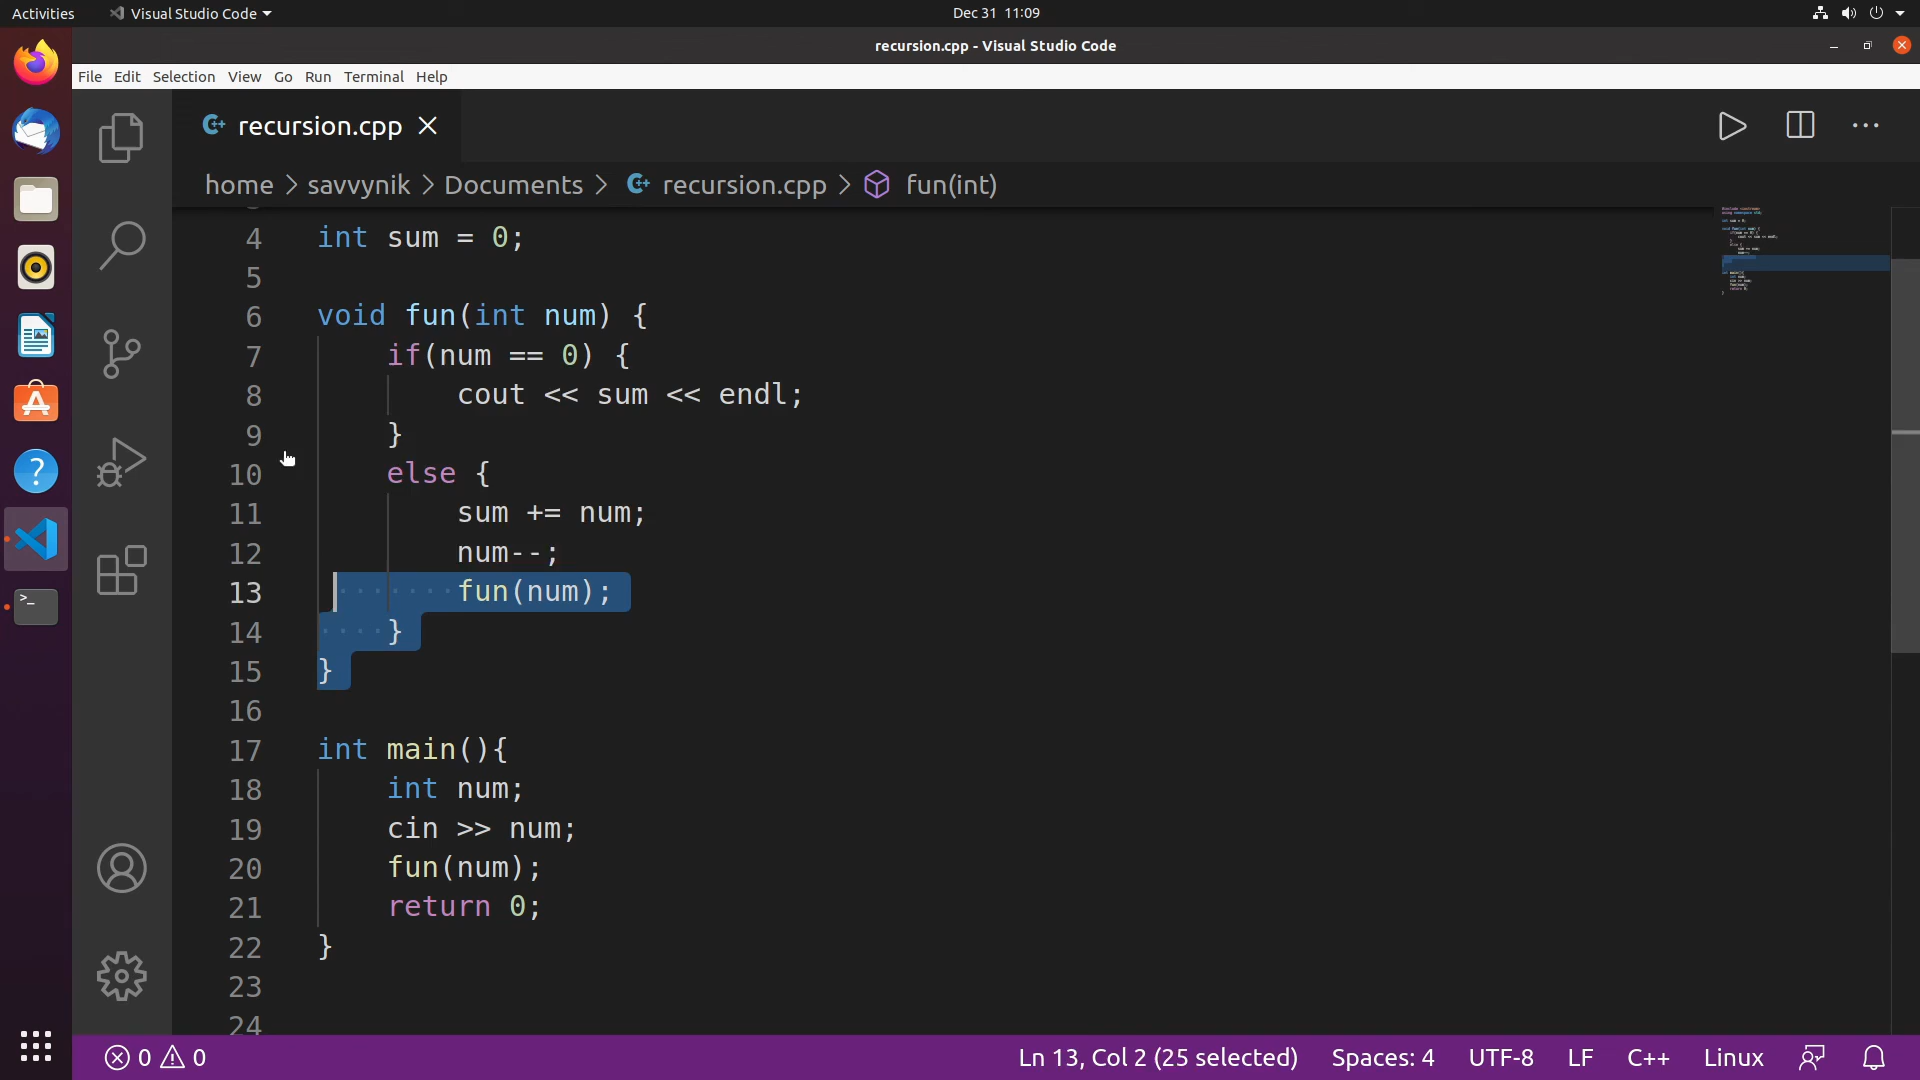 Activities
Visual Studio Code
Dec 31 11:09
recursion.cpp - Visual Studio Code
File Edit Selection View Go Run Terminal Help
recursion.cpp
home > savvynik > Documents > recursion.cpp > fun(int)
4 int sum = 0;
5
6 void fun(int num) {
7 if(num == 0) {
8 cout << sum << endl;
9 }
10 else {
11 sum += num;
12 num--;
13 fun(num);
14 }
15 }
16
17 int main(){
18 int num;
19 cin >> num;
20 fun(num);
21 return 0;
22 }
23
24
0 0 Ln 13, Col 2 (25 selected) Spaces: 4 UTF-8 LF C++ Linux